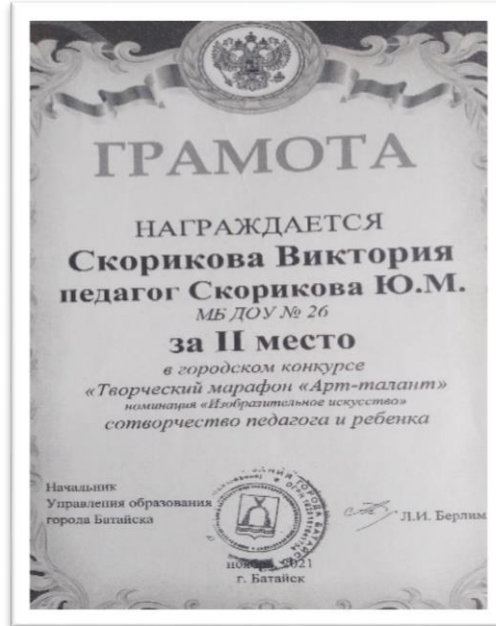 ГРАМОТА
НАГРАЖДАЕТСЯ
Скорикова Виктория
педагог Скорикова Ю.М.
МБ ДОУ № 26
за II место
в городском конкурсе
«Творческий марафон «Арт-талант»
номинация «Изобразительное искусство»
сотворчество педагога и ребенка
Начальник
Управления образования
города Батайска
Л.И. Берлим
ноябрь 2021
г. Батайск